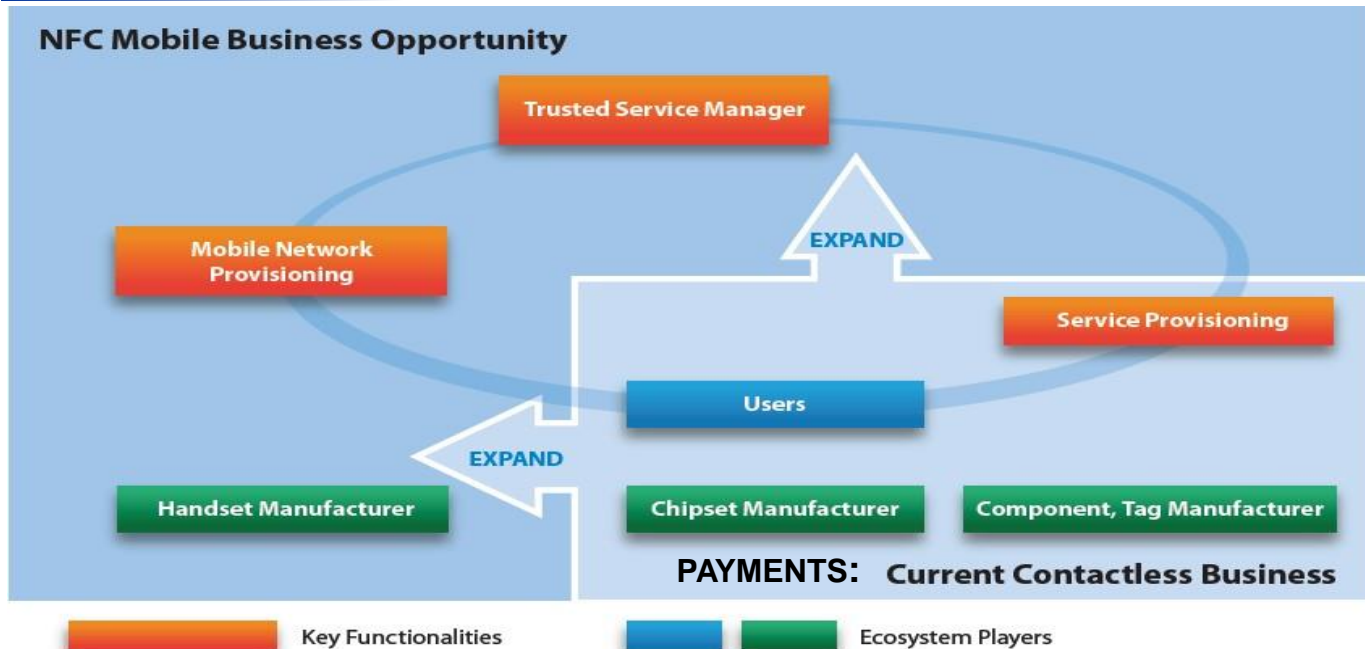 NFC Mobile Business Opportunity
Trusted Service Manager
EXPAND
Mobile Network
Provisioning
Service Provisioning
Users
EXPAND
Handset Manufacturer
Chipset Manufacturer
Component, Tag Manufacturer
PAYMENTS: Current Contactless Business
Key Functionalities
Ecosystem Players